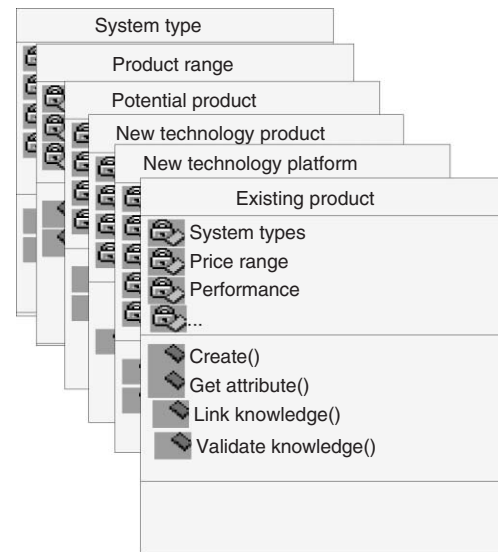 System type
Product range
Potential product
New technology product
New technology platform
Existing product
System types
Price range
Performance
...
Create()
Get attribute()
Link knowledge()
Validate knowledge()